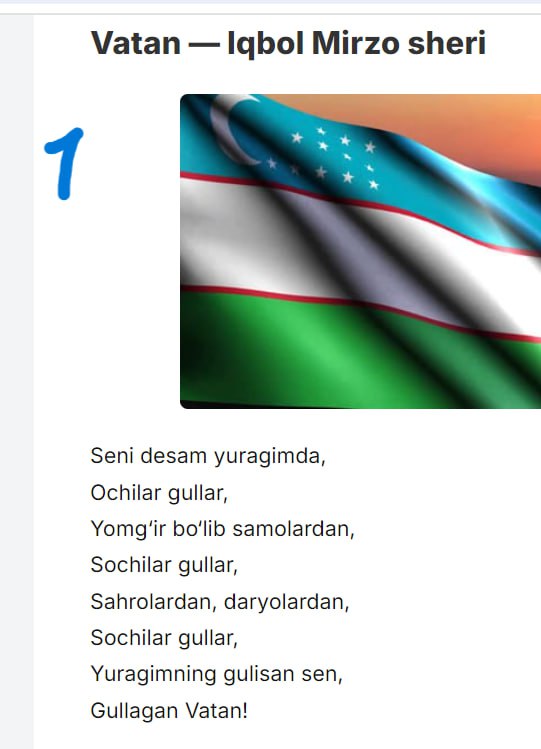 Vatan — Iqbol Mirzo sheri
1
Seni desam yuragimda,
Ochilar gullar,
Yomg‘ir bo‘lib samolardan,
Sochilar gullar,
Sahrolardan, daryolardan,
Sochilar gullar,
Yuragimning gulisan sen,
Gullagan Vatan!